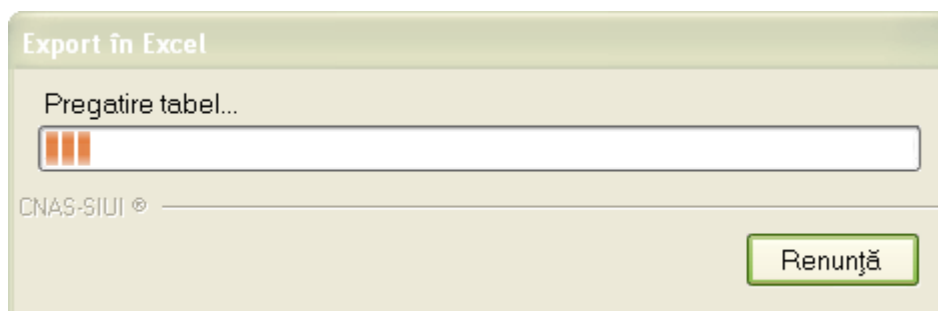 Export în Excel
Pregatire tabel...
CNAS-SIUI ®
Renunţă